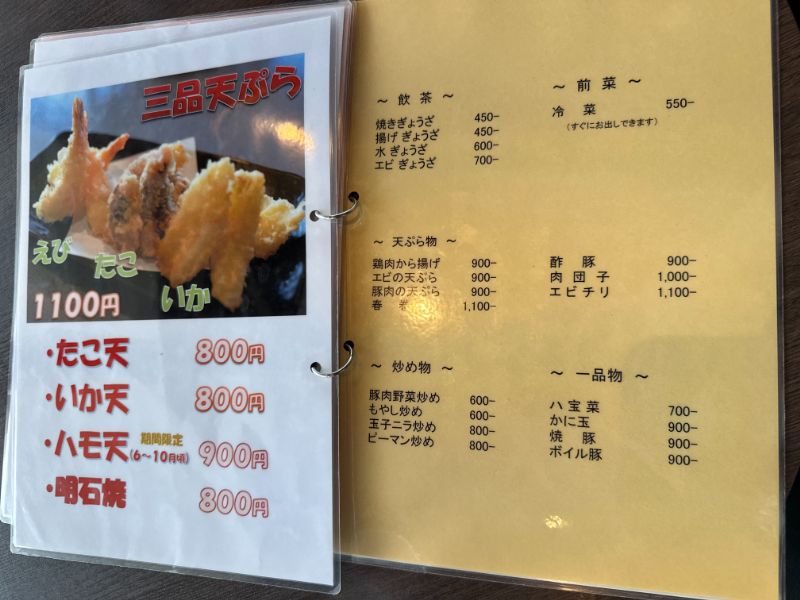 三品天ぷら
えび
たこ
いか
1100円
・たこ天 800円
・いか天 800円
・ハモ天 期間限定 (6〜10月頃) 900円
・明石焼 800円
〜 飲 茶 〜
焼きぎょうざ 450-
揚げ ぎょうざ 450-
水 ぎょうざ 600-
エビ ぎょうざ 700-
〜 前 菜 〜
冷 菜 550-
(すぐにお出しできます)
〜 天ぷら物 〜
鶏肉から揚げ 900-
エビの天ぷら 900-
豚肉の天ぷら 900-
春 巻 1,100-
酢 豚 900-
肉 団 子 1,000-
エビチリ 1,100-
〜 炒め物 〜
豚肉野菜炒め 600-
もやし炒め 600-
玉子ニラ炒め 800-
ピーマン炒め 800-
〜 一品物 〜
ハ 宝 菜 700-
かに玉 900-
焼 豚 900-
ボイル豚 900-